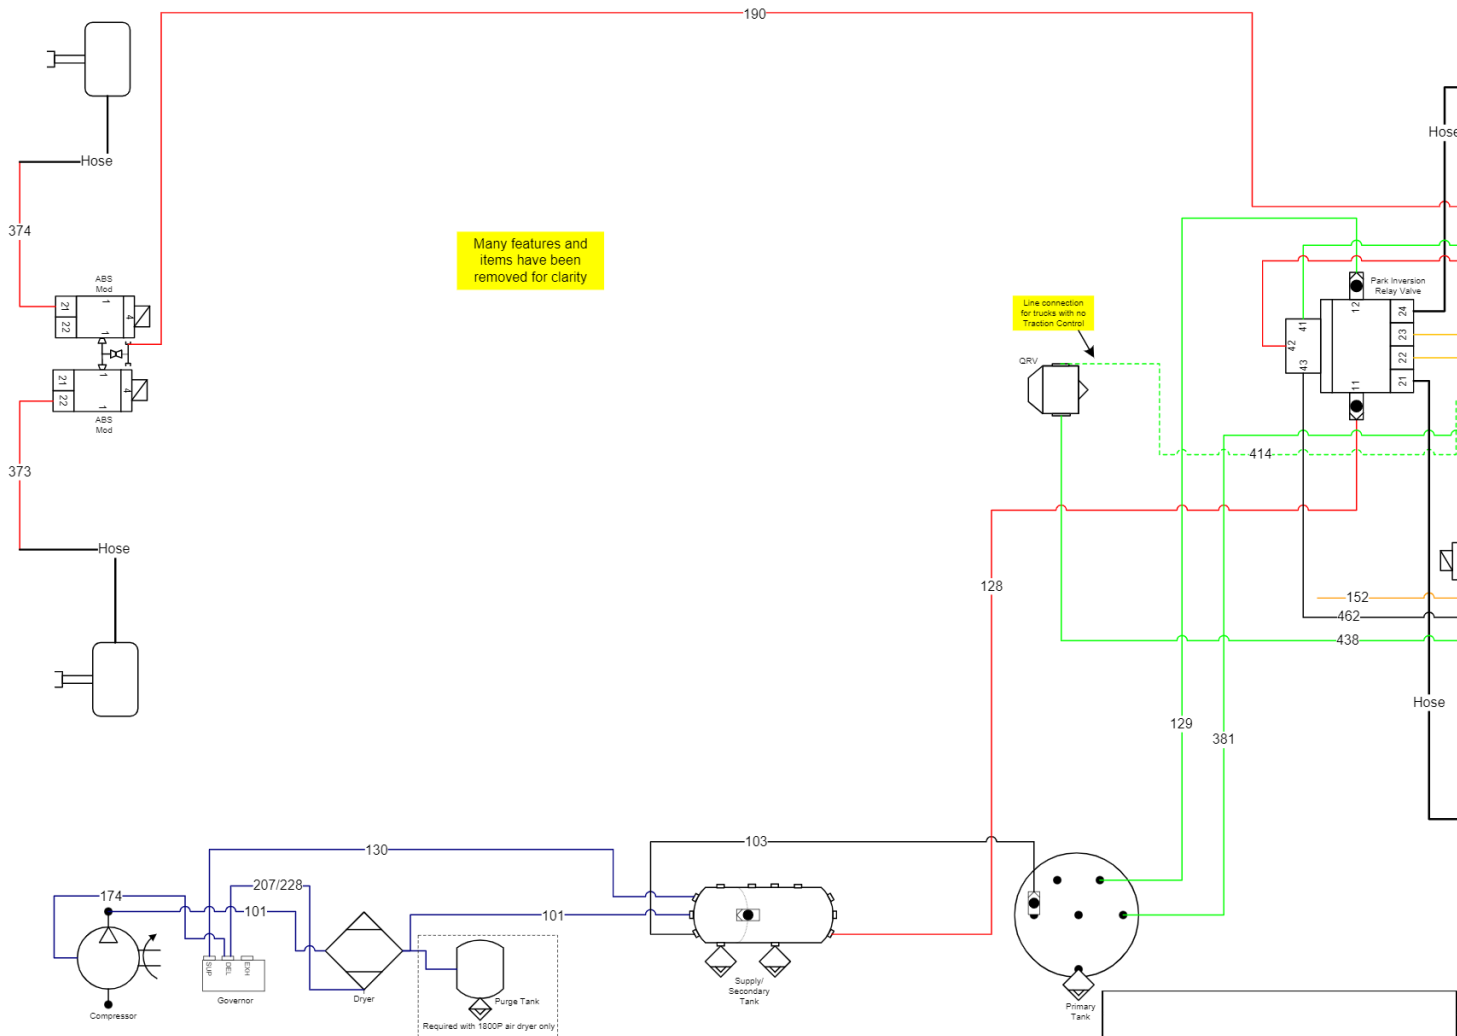 190
Hose
Hose
374
Many features and
items have been
removed for clarity
ABS
Mod
21
22
1
1
4
21
22
1
1
4
ABS
Mod
373
Hose
Line connection
for trucks with no
Traction Control
QRV
Park Inversion
Relay Valve
12
41
42
43
11
24
23
22
21
414
128
152
462
438
Hose
129
381
103
130
207/228
174
101
101
SUP
DEL
EXH
Governor
Compressor
Dryer
Purge Tank
Required with 1800P air dryer only
Supply/
Secondary
Tank
Primary
Tank